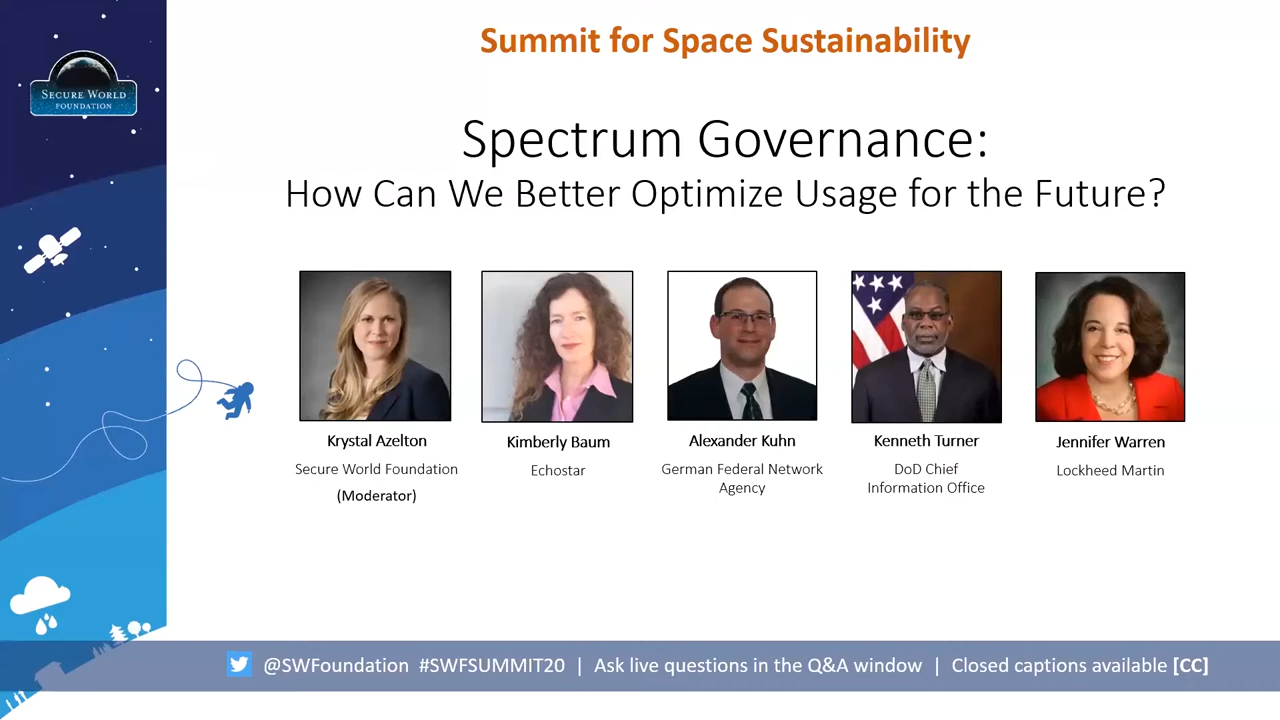 Summit for Space Sustainability
SECURE WORLD
FOUNDATION
Spectrum Governance:
How Can We Better Optimize Usage for the Future?
Krystal Azelton
Secure World Foundation
(Moderator)
Kimberly Baum
Echostar
Alexander Kuhn
German Federal Network
Agency
Kenneth Turner
DoD Chief
Information Office
Jennifer Warren
Lockheed Martin
@SWFoundation #SWFSUMMIT20 | Ask live questions in the Q&A window | Closed captions available [CC]